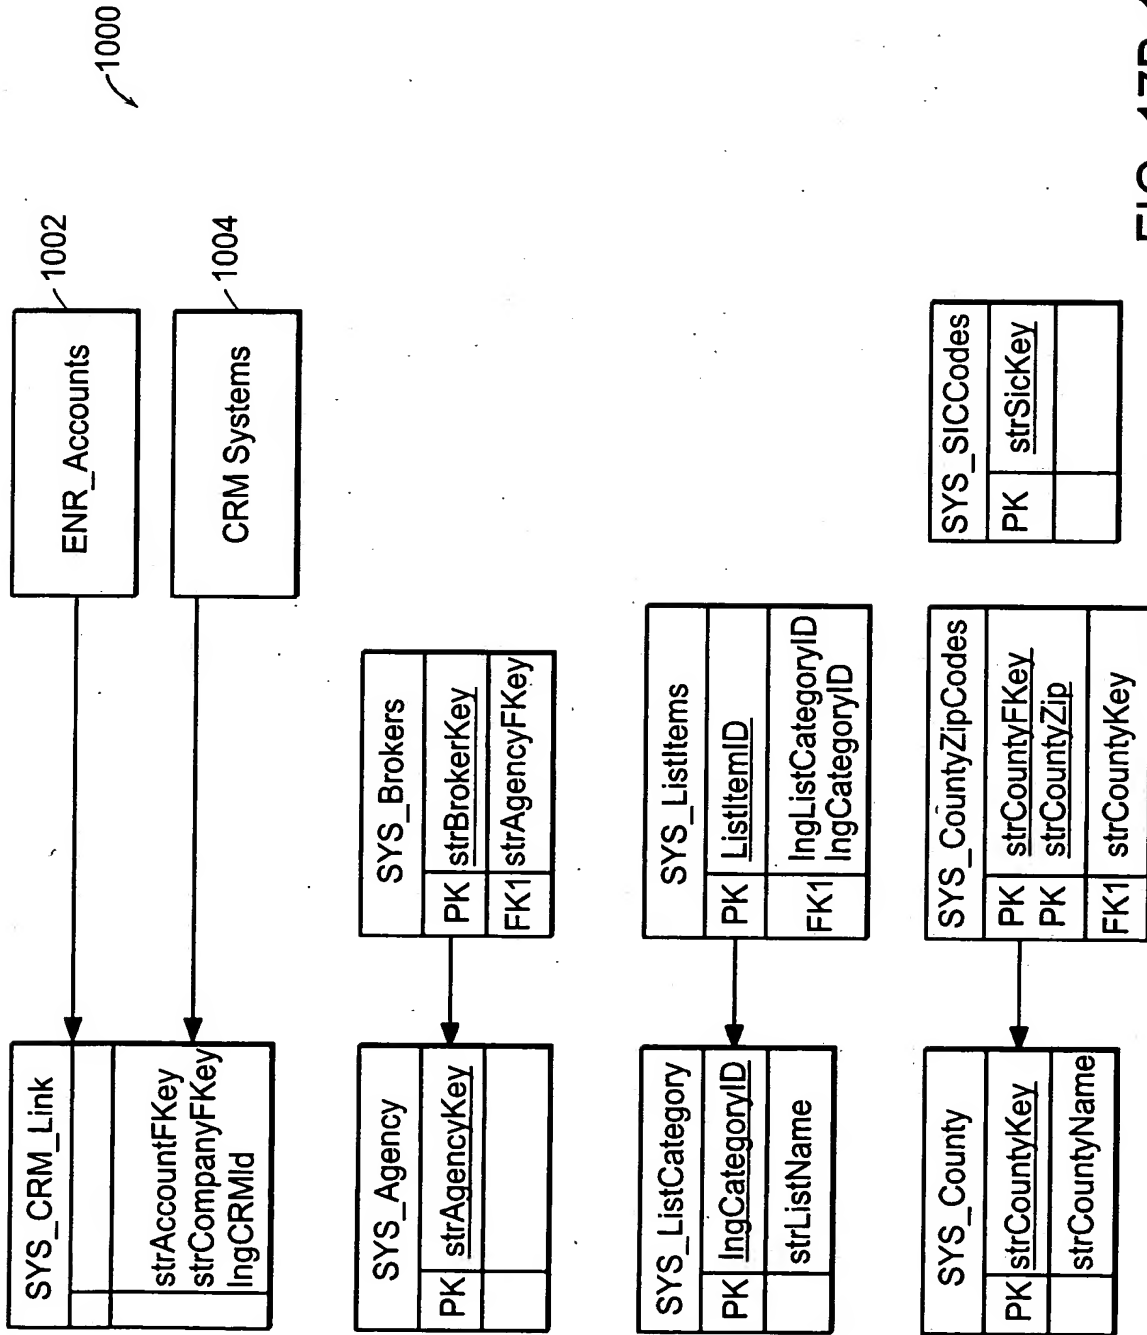 SYS_County
PK strCountyKey
strCountyName
SYS_ListCategory
PK lngCategoryID
strListName
SYS_Agency
PK strAgencyKey
SYS_CRM_Link
strAccountFKey
strCompanyFKey
lngCRMId
SYS_CountyZipCodes
PK strCountyFKey
PK strCountyZip
FK1 strCountyKey
SYS_ListItems
PK ListItemID
lngListCategoryID
FK1 lngCategoryID
SYS_Brokers
PK strBrokerKey
FK1 strAgencyFKey
SYS_SICCodes
PK strSicKey
CRM Systems
1004
ENR_Accounts
1002
1000